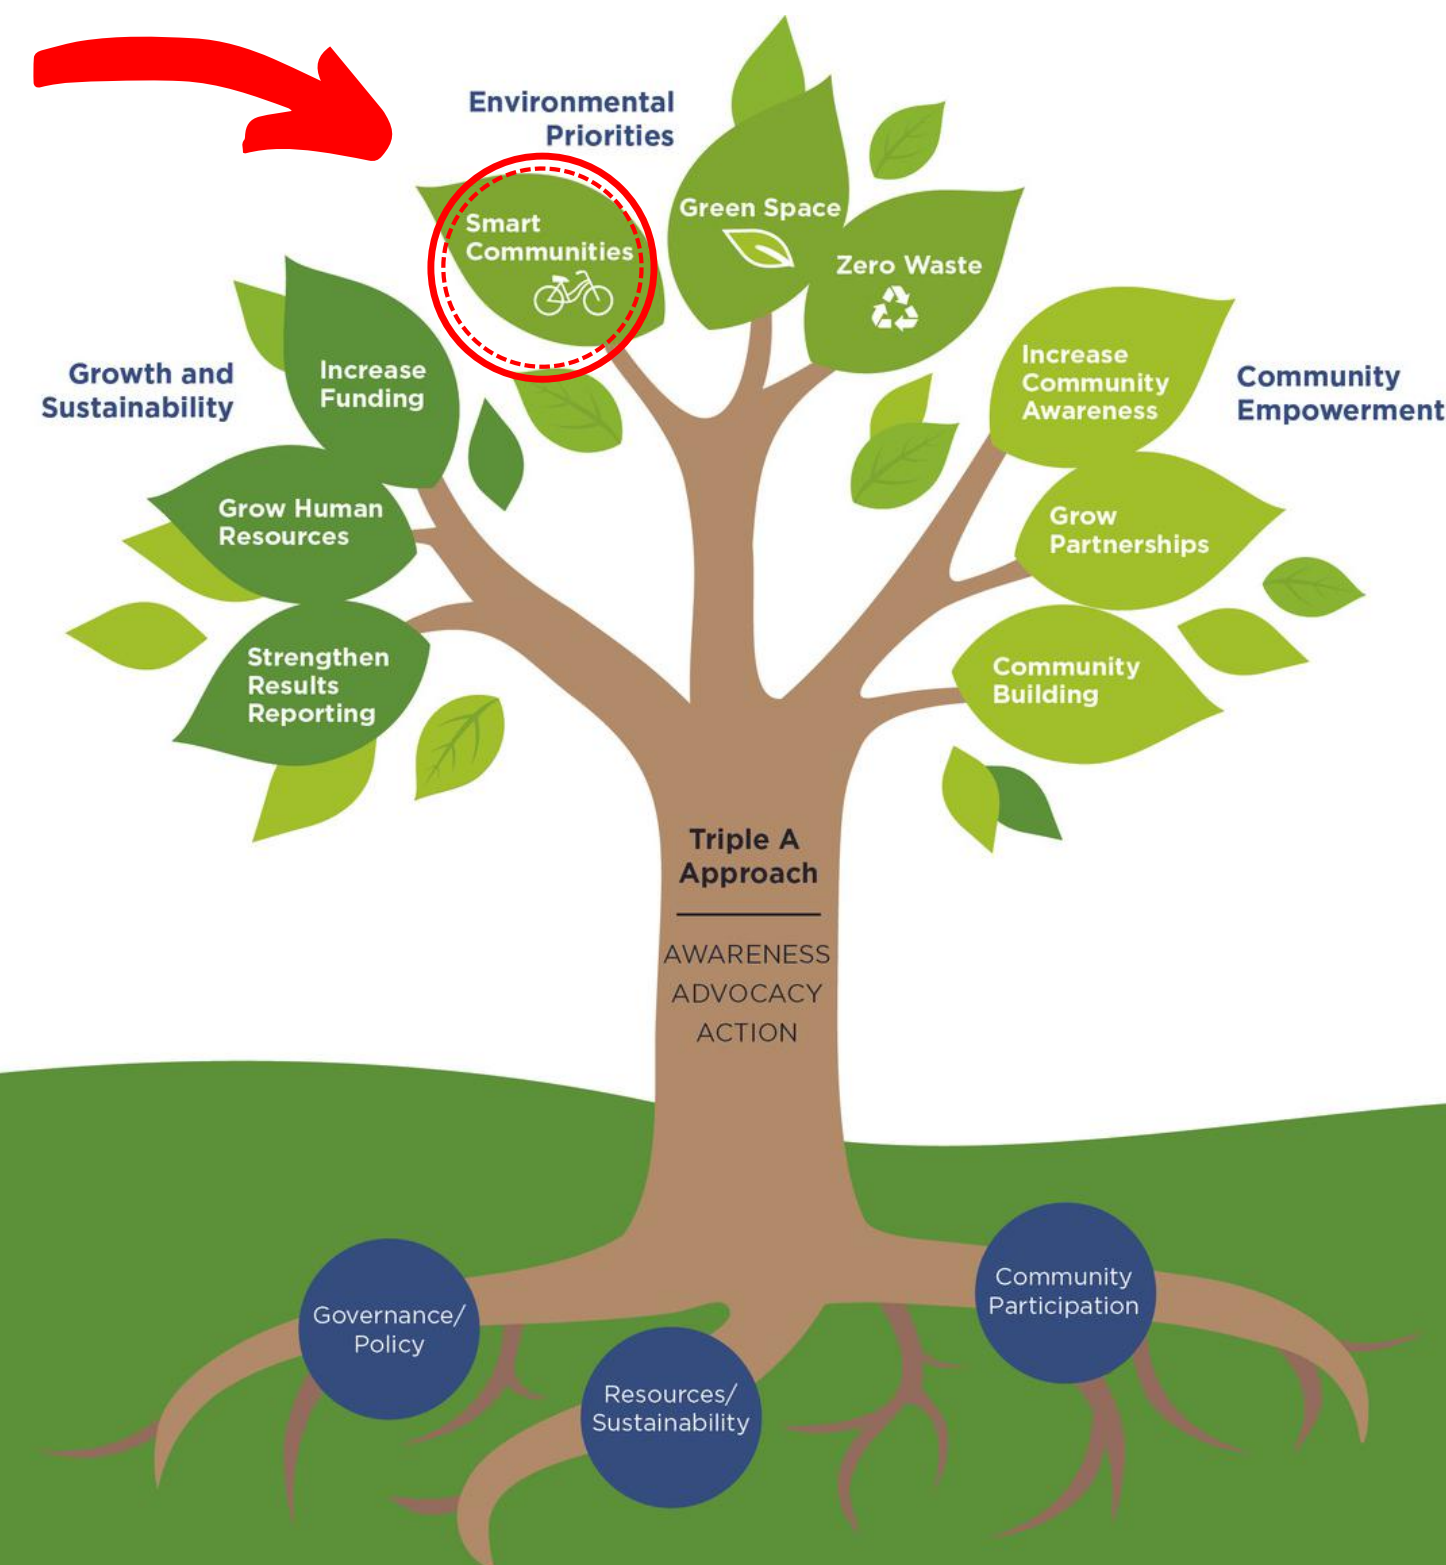 Environmental
Priorities
Smart
Communities
Green Space
Zero Waste
Growth and
Sustainability
Increase
Funding
Grow Human
Resources
Strengthen
Results
Reporting
Increase
Community
Awareness
Community
Empowerment
Grow
Partnerships
Community
Building
Triple A
Approach
AWARENESS
ADVOCACY
ACTION
Governance/
Policy
Resources/
Sustainability
Community
Participation